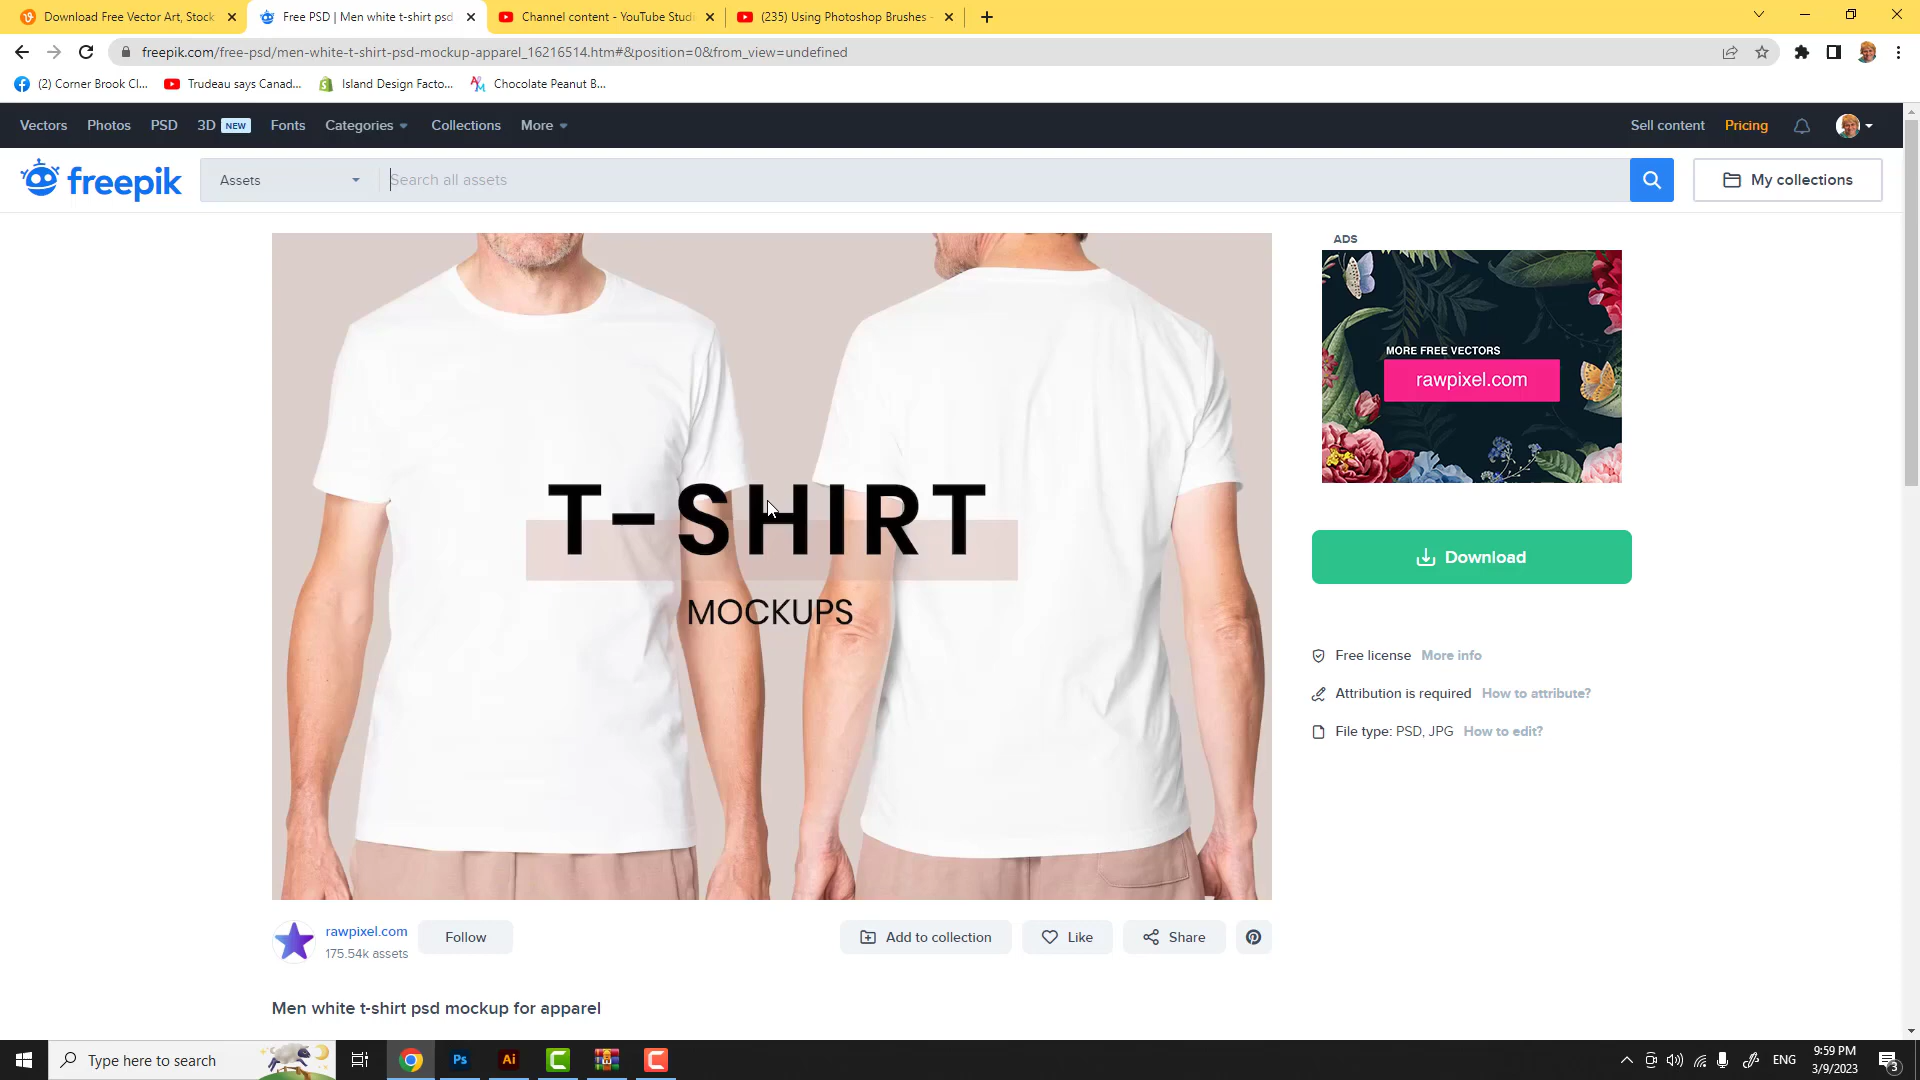 Download Free Vector Art, Stock
Free PSD | Men white t-shirt psd
Channel content - YouTube Studi
(235) Using Photoshop Brushes -
freepik.com/free-psd/men-white-t-shirt-psd-mockup-apparel_16216514.htm#&position=0&from_view=undefined
(2) Corner Brook Cl...
Trudeau says Canad...
Island Design Facto...
Chocolate Peanut B...
Vectors
Photos
PSD
3D NEW
Fonts
Categories
Collections
More
Sell content
Pricing
freepik
Assets
Search all assets
My collections
ADS
MORE FREE VECTORS
rawpixel.com
T-SHIRT
MOCKUPS
Download
Free license More info
Attribution is required How to attribute?
File type: PSD, JPG How to edit?
rawpixel.com
175.54k assets
Follow
Add to collection
Like
Share
Men white t-shirt psd mockup for apparel
Type here to search
Ps
Ai
ENG
9:59 PM
3/9/2023
3